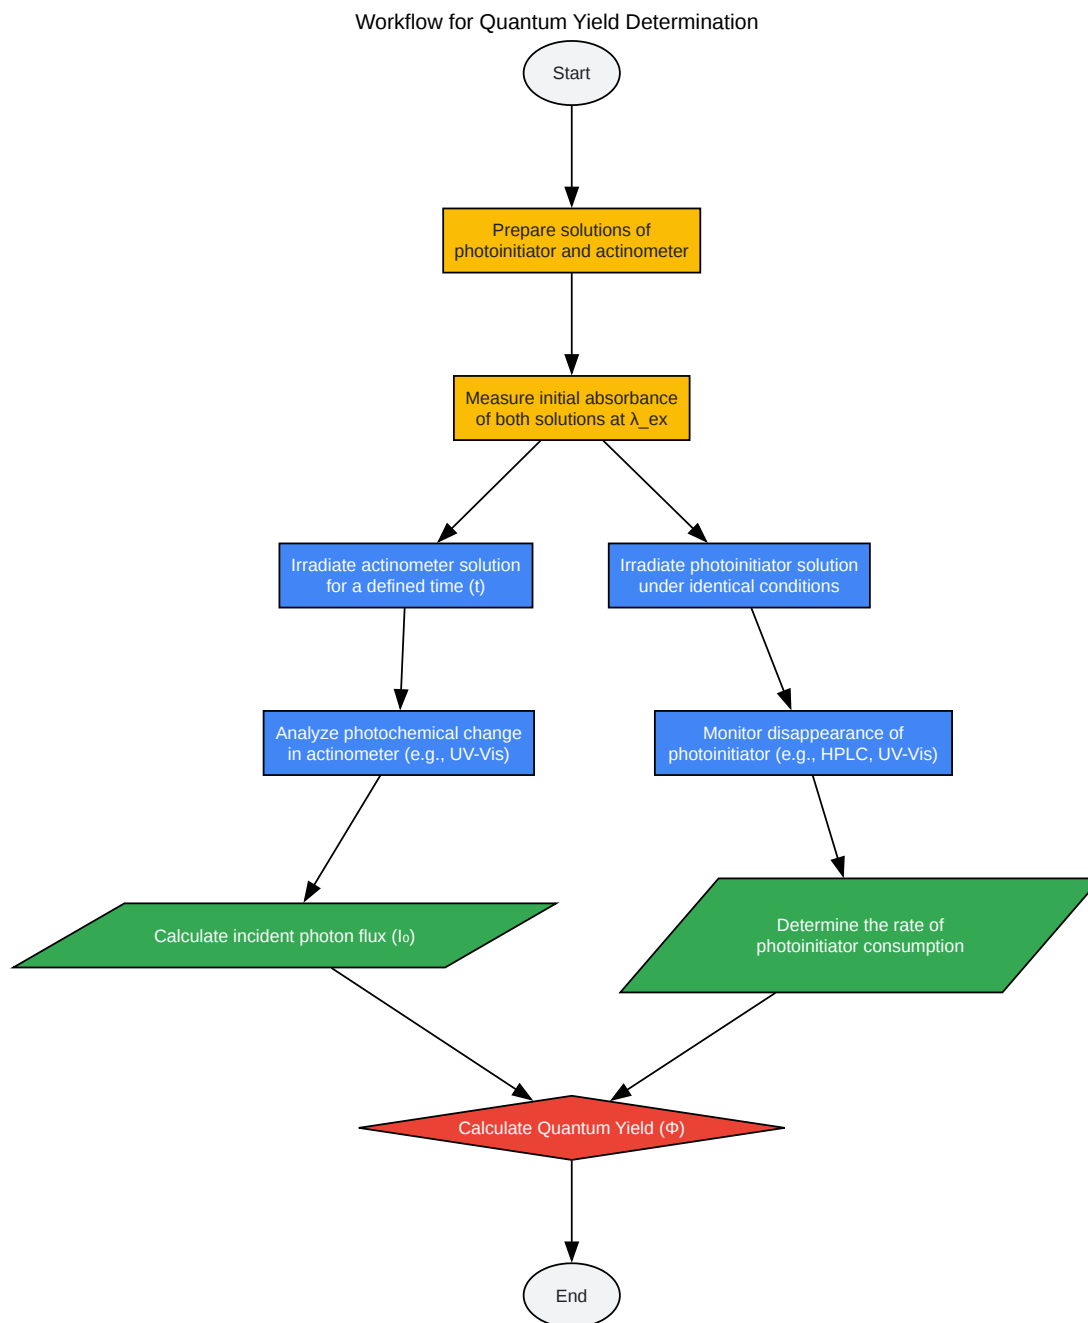 Workflow for Quantum Yield Determination
Start
Prepare solutions of
photoinitiator and actinometer
Measure initial absorbance
of both solutions at λ_ex
Irradiate actinometer solution
for a defined time (t)
Irradiate photoinitiator solution
under identical conditions
Analyze photochemical change
in actinometer (e.g., UV-Vis)
Monitor disappearance of
photoinitiator (e.g., HPLC, UV-Vis)
Calculate incident photon flux (I₀)
Determine the rate of
photoinitiator consumption
Calculate Quantum Yield (Φ)
End